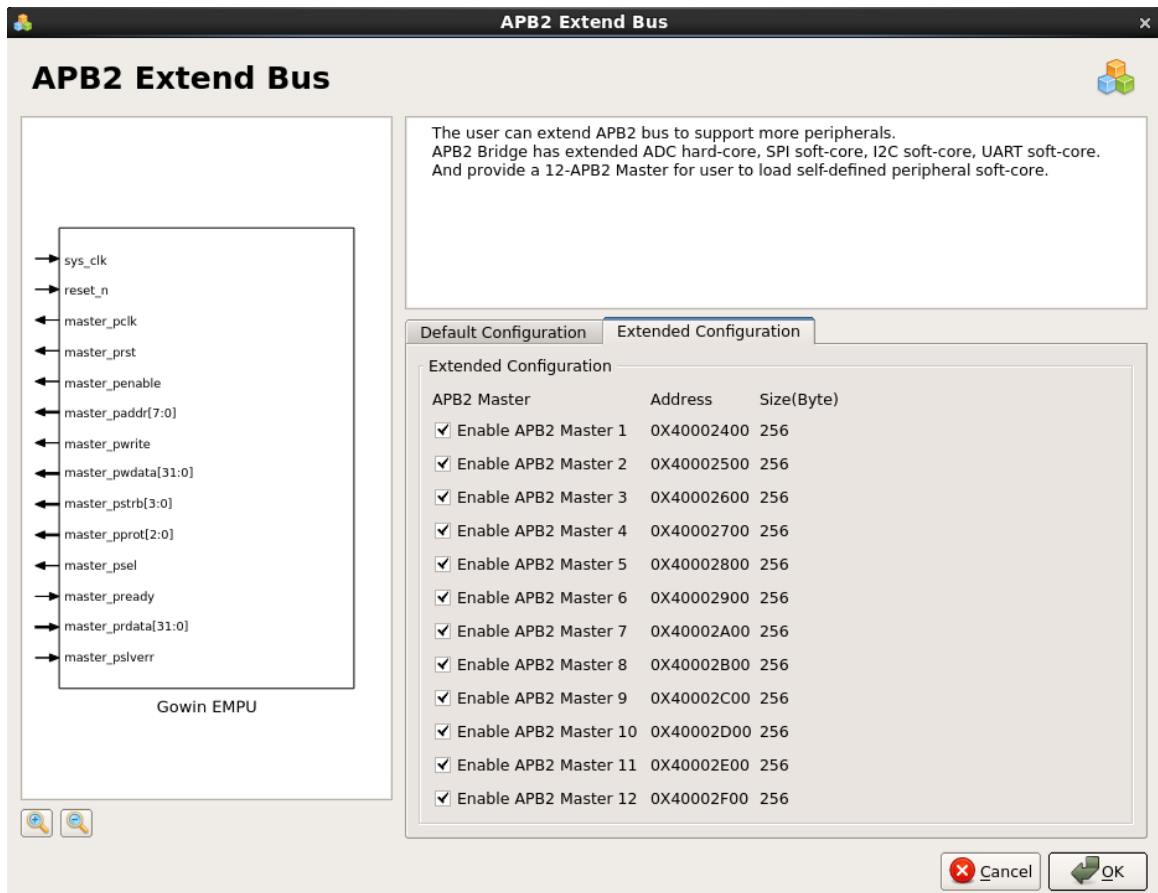 APB2 Extend Bus
APB2 Extend Bus
sys_clk
reset_n
master_pclk
master_prst
master_penable
master_paddr[7:0]
master_pwrite
master_pwdata[31:0]
master_pstrb[3:0]
master_pprot[2:0]
master_psel
master_pready
master_prdata[31:0]
master_pslverr
Gowin EMPU
The user can extend APB2 bus to support more peripherals.
APB2 Bridge has extended ADC hard-core, SPI soft-core, I2C soft-core, UART soft-core.
And provide a 12-APB2 Master for user to load self-defined peripheral soft-core.
Default Configuration Extended Configuration
Extended Configuration
APB2 Master Address Size(Byte)
Enable APB2 Master 1 0X40002400 256
Enable APB2 Master 2 0X40002500 256
Enable APB2 Master 3 0X40002600 256
Enable APB2 Master 4 0X40002700 256
Enable APB2 Master 5 0X40002800 256
Enable APB2 Master 6 0X40002900 256
Enable APB2 Master 7 0X40002A00 256
Enable APB2 Master 8 0X40002B00 256
Enable APB2 Master 9 0X40002C00 256
Enable APB2 Master 10 0X40002D00 256
Enable APB2 Master 11 0X40002E00 256
Enable APB2 Master 12 0X40002F00 256
Cancel OK